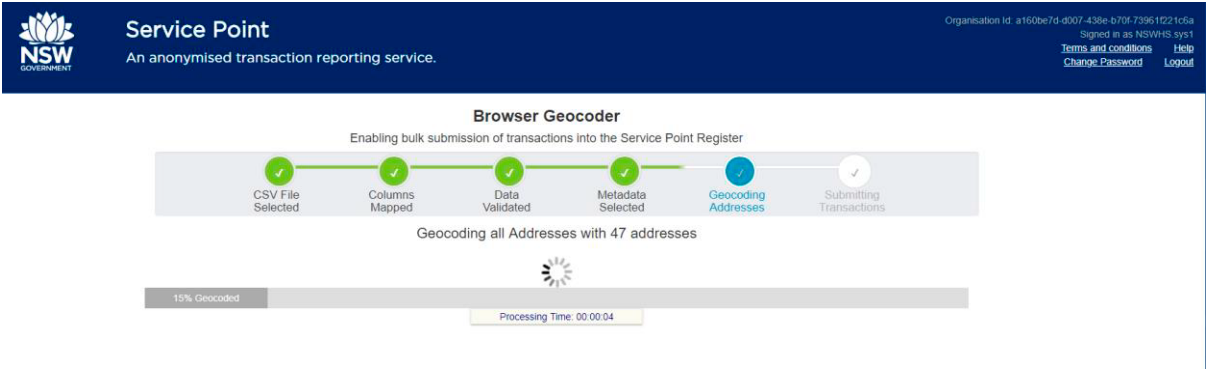 NSW
GOVERNMENT
Service Point
An anonymised transaction reporting service.
Organisation Id: a160be7d-d007-438e-b70f-73961f221c6a
Signed in as NSWHS.sys1
Terms and conditions Help
Change Password Logout
Browser Geocoder
Enabling bulk submission of transactions into the Service Point Register
CSV File Selected
Columns Mapped
Data Validated
Metadata Selected
Geocoding Addresses
Submitting Transactions
Geocoding all Addresses with 47 addresses
15% Geocoded
Processing Time: 00:00:04